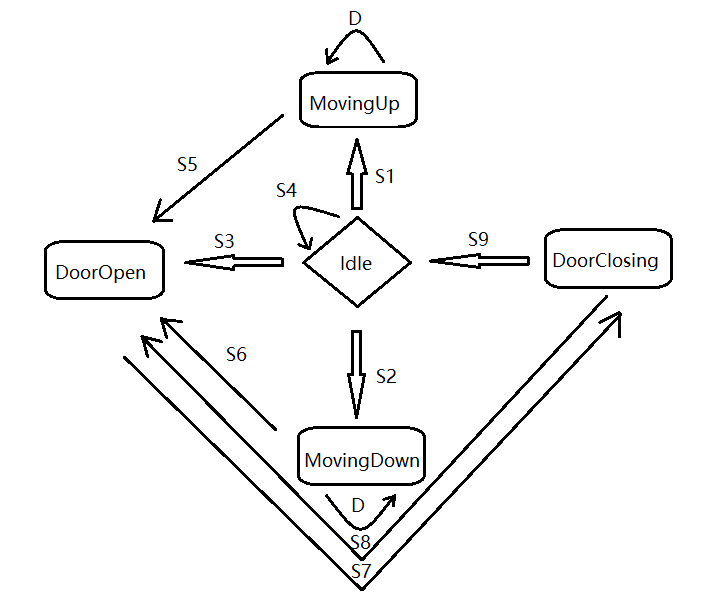 D
MovingUp
S5
S1
S4
S3
S9
DoorOpen
Idle
DoorClosing
S6
S2
MovingDown
D
S8
S7